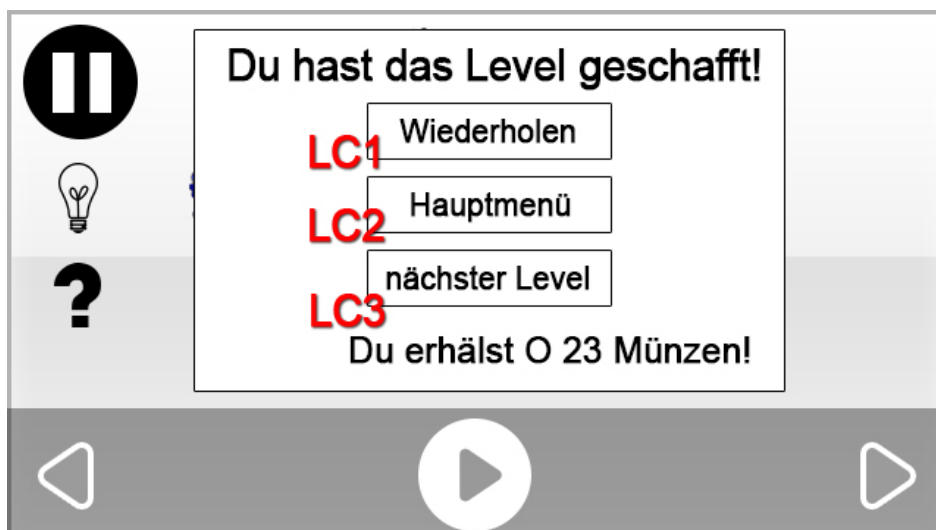 Du hast das Level geschafft!
Wiederholen
LC1
Hauptmenü
LC2
nächster Level
LC3
Du erhälst O 23 Münzen!
?